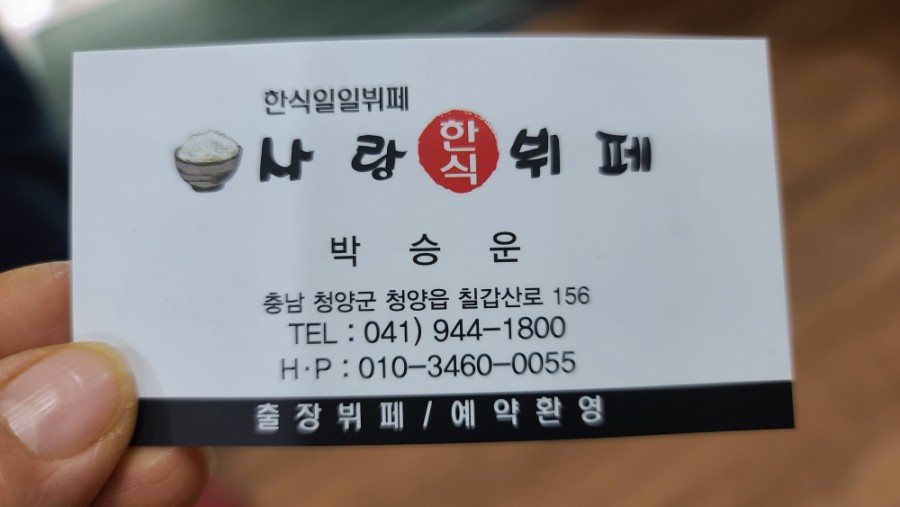 한식일일뷔페
사랑 한식 뷔페
박 승 운
충남 청양군 청양읍 칠갑산로 156
TEL : 041) 944-1800
H·P : 010-3460-0055
출장뷔페 / 예약환영